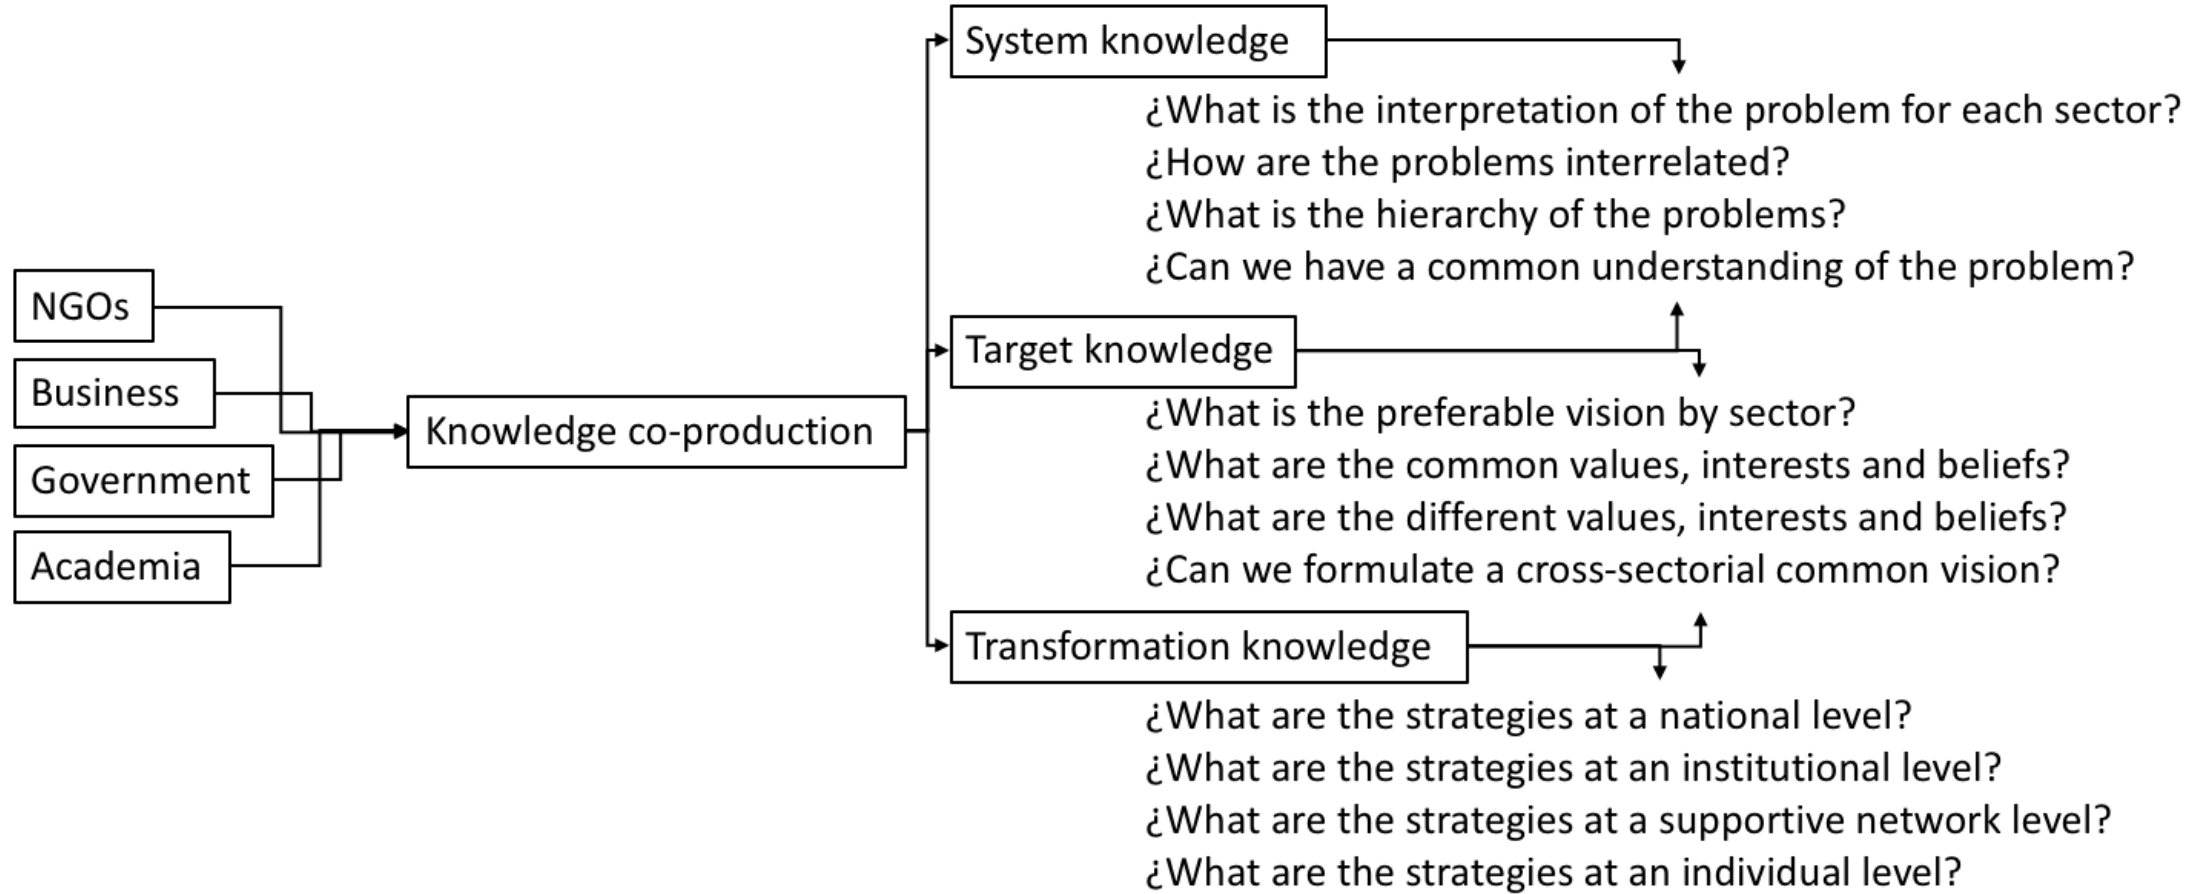 NGOs
Business
Government
Academia
Knowledge co-production
System knowledge
¿What is the interpretation of the problem for each sector?
¿How are the problems interrelated?
¿What is the hierarchy of the problems?
¿Can we have a common understanding of the problem?
Target knowledge
¿What is the preferable vision by sector?
¿What are the common values, interests and beliefs?
¿What are the different values, interests and beliefs?
¿Can we formulate a cross-sectorial common vision?
Transformation knowledge
¿What are the strategies at a national level?
¿What are the strategies at an institutional level?
¿What are the strategies at a supportive network level?
¿What are the strategies at an individual level?